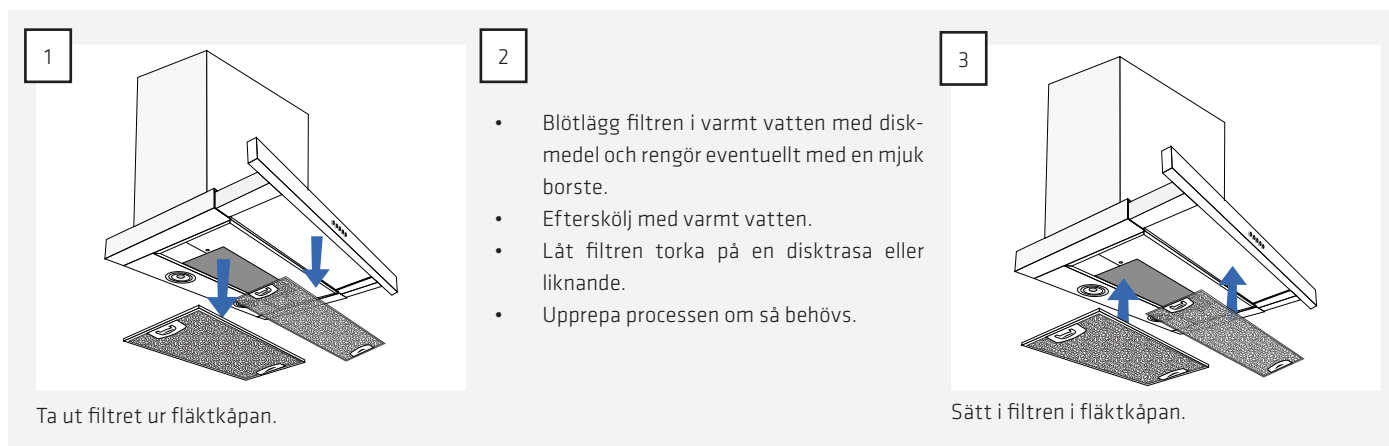 1
Ta ut filtret ur fläktkåpan.
2
• Blötlägg filtren i varmt vatten med disk-
medel och rengör eventuellt med en mjuk
borste.
• Efterskölj med varmt vatten.
• Låt filtren torka på en disktrasa eller
liknande.
• Upprepa processen om så behövs.
3
Sätt i filtren i fläktkåpan.